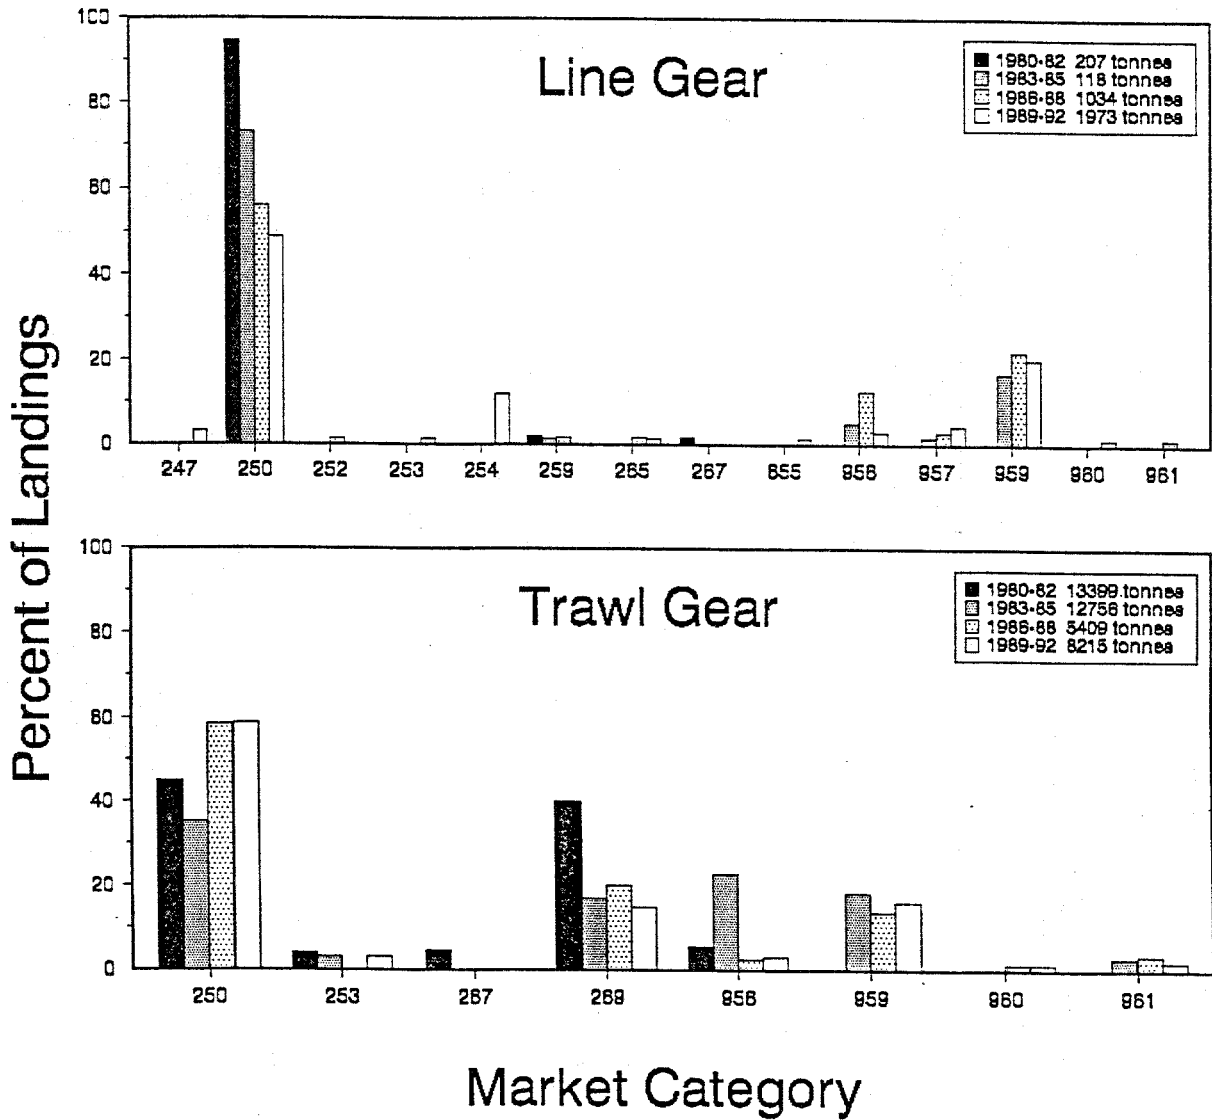 Percent of Landings
Line Gear
1980-82 207 tonnes
1983-85 118 tonnes
1986-88 1034 tonnes
1989-92 1973 tonnes
100
80
60
40
20
0
247 250 252 253 254 259 265 267 655 956 957 959 960 961
Trawl Gear
1980-82 13399 tonnes
1983-85 12756 tonnes
1986-88 5409 tonnes
1989-92 8215 tonnes
100
80
60
40
20
0
250 253 267 269 956 959 960 961
Market Category